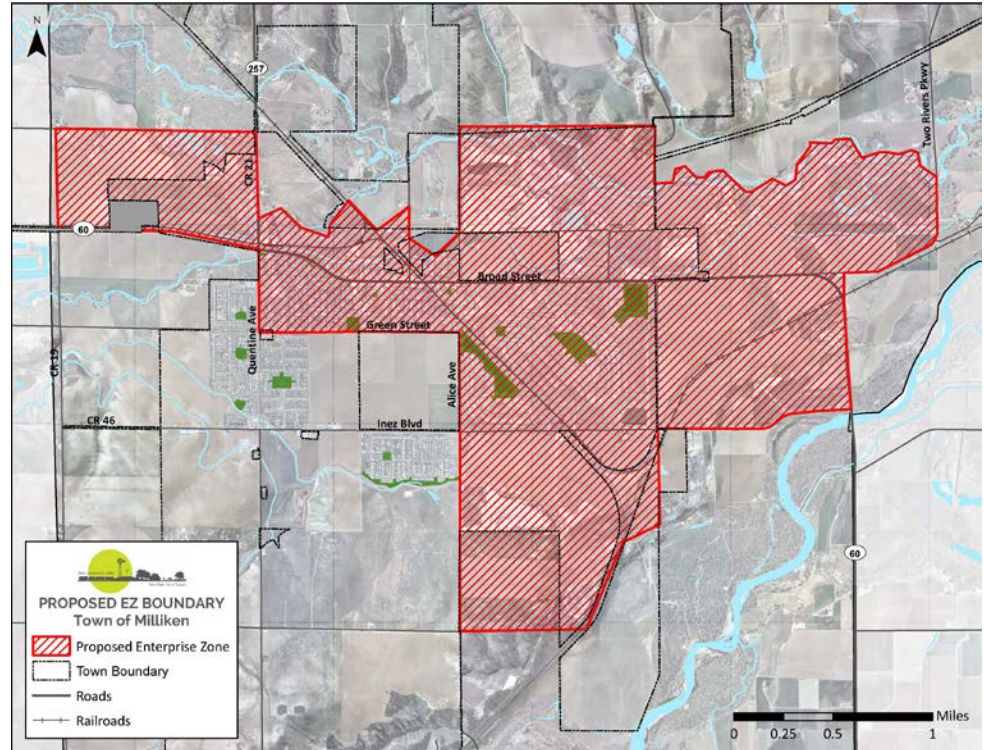 N
257
Two Rivers Pkwy
CR 21
60
Broad Street
Green Street
Quentine Ave
Alice Ave
CR 19
CR 46
Inez Blvd
60
PROPOSED EZ BOUNDARY
Town of Milliken
Proposed Enterprise Zone
Town Boundary
Roads
Railroads
Miles
0 0.25 0.5 1